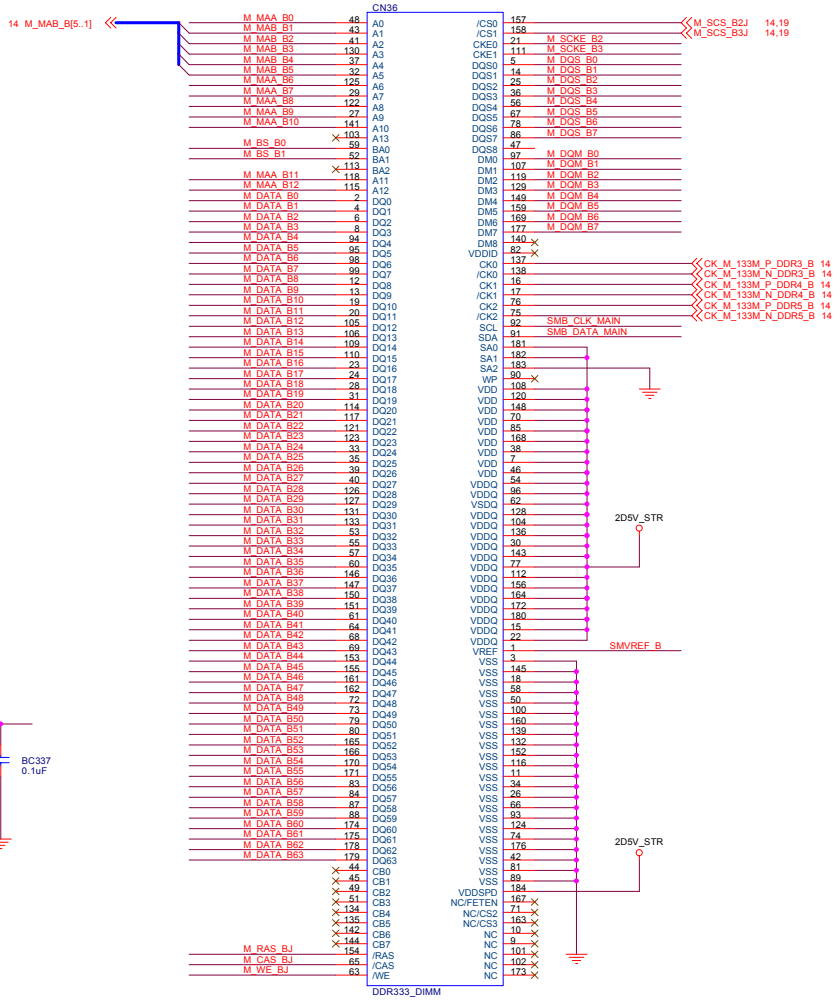 CN36
14 M_MAB_B[5..1]
M_MAA_B0 48 A0 /CS0 157 M_SCS_B2J 14,19
M_MAB_B1 43 A1 /CS1 158 M_SCS_B3J 14,19
M_MAB_B2 41 A2 CKE0 21 M_SCKE_B2
M_MAB_B3 130 A3 CKE1 111 M_SCKE_B3
M_MAB_B4 37 A4 DQS0 5 M_DQS_B0
M_MAB_B5 32 A5 DQS1 14 M_DQS_B1
M_MAA_B6 125 A6 DQS2 25 M_DQS_B2
M_MAA_B7 29 A7 DQS3 36 M_DQS_B3
M_MAA_B8 122 A8 DQS4 56 M_DQS_B4
M_MAA_B9 27 A9 DQS5 67 M_DQS_B5
M_MAA_B10 141 A10 DQS6 78 M_DQS_B6
103 A13 DQS7 86 M_DQS_B7
M_BS_B0 59 BA0 DQS8 47
M_BS_B1 52 BA1 DM0 97 M_DQM_B0
113 BA2 DM1 107 M_DQM_B1
M_MAA_B11 118 A11 DM2 119 M_DQM_B2
M_MAA_B12 115 A12 DM3 129 M_DQM_B3
M_DATA_B0 2 DQ0 DM4 149 M_DQM_B4
M_DATA_B1 4 DQ1 DM5 159 M_DQM_B5
M_DATA_B2 6 DQ2 DM6 169 M_DQM_B6
M_DATA_B3 8 DQ3 DM7 177 M_DQM_B7
M_DATA_B4 94 DQ4 DM8 140
M_DATA_B5 95 DQ5 VDDID 82
M_DATA_B6 98 DQ6 CK0 137 CK_M_133M_P_DDR3_B 14
M_DATA_B7 99 DQ7 /CK0 138 CK_M_133M_N_DDR3_B 14
M_DATA_B8 12 DQ8 CK1 16 CK_M_133M_P_DDR4_B 14
M_DATA_B9 13 DQ9 /CK1 17 CK_M_133M_N_DDR4_B 14
M_DATA_B10 19 DQ10 CK2 76 CK_M_133M_P_DDR5_B 14
M_DATA_B11 20 DQ11 /CK2 75 CK_M_133M_N_DDR5_B 14
M_DATA_B12 105 DQ12 SCL 92 SMB_CLK_MAIN
M_DATA_B13 106 DQ13 SDA 91 SMB_DATA_MAIN
M_DATA_B14 109 DQ14 SA0 181
M_DATA_B15 110 DQ15 SA1 182
M_DATA_B16 23 DQ16 SA2 183
M_DATA_B17 24 DQ17 WP 90
M_DATA_B18 28 DQ18 VDD 108
M_DATA_B19 31 DQ19 VDD 120
M_DATA_B20 114 DQ20 VDD 148
M_DATA_B21 117 DQ21 VDD 70
M_DATA_B22 121 DQ22 VDD 85
M_DATA_B23 123 DQ23 VDD 168
M_DATA_B24 33 DQ24 VDD 38
M_DATA_B25 35 DQ25 VDD 7
M_DATA_B26 39 DQ26 VDD 46
M_DATA_B27 40 DQ27 VDDQ 54
M_DATA_B28 126 DQ28 VDDQ 96
M_DATA_B29 127 DQ29 VSDQ 62
M_DATA_B30 131 DQ30 VDDQ 128 2D5V_STR
M_DATA_B31 133 DQ31 VDDQ 104
M_DATA_B32 53 DQ32 VDDQ 136
M_DATA_B33 55 DQ33 VDDQ 30
M_DATA_B34 57 DQ34 VDDQ 143
M_DATA_B35 60 DQ35 VDDQ 77
M_DATA_B36 146 DQ36 VDDQ 112
M_DATA_B37 147 DQ37 VDDQ 156
M_DATA_B38 150 DQ38 VDDQ 164
M_DATA_B39 151 DQ39 VDDQ 172
M_DATA_B40 61 DQ40 VDDQ 180
M_DATA_B41 64 DQ41 VDDQ 15
M_DATA_B42 68 DQ42 VDDQ 22
M_DATA_B43 69 DQ43 VREF 1 SMVREF_B
M_DATA_B44 153 DQ44 VSS 3
M_DATA_B45 155 DQ45 VSS 145
M_DATA_B46 161 DQ46 VSS 18
M_DATA_B47 162 DQ47 VSS 58
M_DATA_B48 72 DQ48 VSS 50
M_DATA_B49 73 DQ49 VSS 100
M_DATA_B50 79 DQ50 VSS 160
M_DATA_B51 80 DQ51 VSS 139
M_DATA_B52 165 DQ52 VSS 132
M_DATA_B53 166 DQ53 VSS 152
BC337
M_DATA_B54 170 DQ54 VSS 116
0.1uF
M_DATA_B55 171 DQ55 VSS 11
M_DATA_B56 83 DQ56 VSS 34
M_DATA_B57 84 DQ57 VSS 26
M_DATA_B58 87 DQ58 VSS 66
M_DATA_B59 88 DQ59 VSS 93
M_DATA_B60 174 DQ60 VSS 124
M_DATA_B61 175 DQ61 VSS 74 2D5V_STR
M_DATA_B62 178 DQ62 VSS 176
M_DATA_B63 179 DQ63 VSS 42
44 CB0 VSS 81
45 CB1 VSS 89
49 CB2 VDDSPD 184
51 CB3 NC/FETEN 167
134 CB4 NC/CS2 71
135 CB5 NC/CS3 163
142 CB6 NC 10
144 CB7 NC 9
M_RAS_BJ 154 /RAS NC 101
M_CAS_BJ 65 /CAS NC 102
M_WE_BJ 63 /WE NC 173
DDR333_DIMM